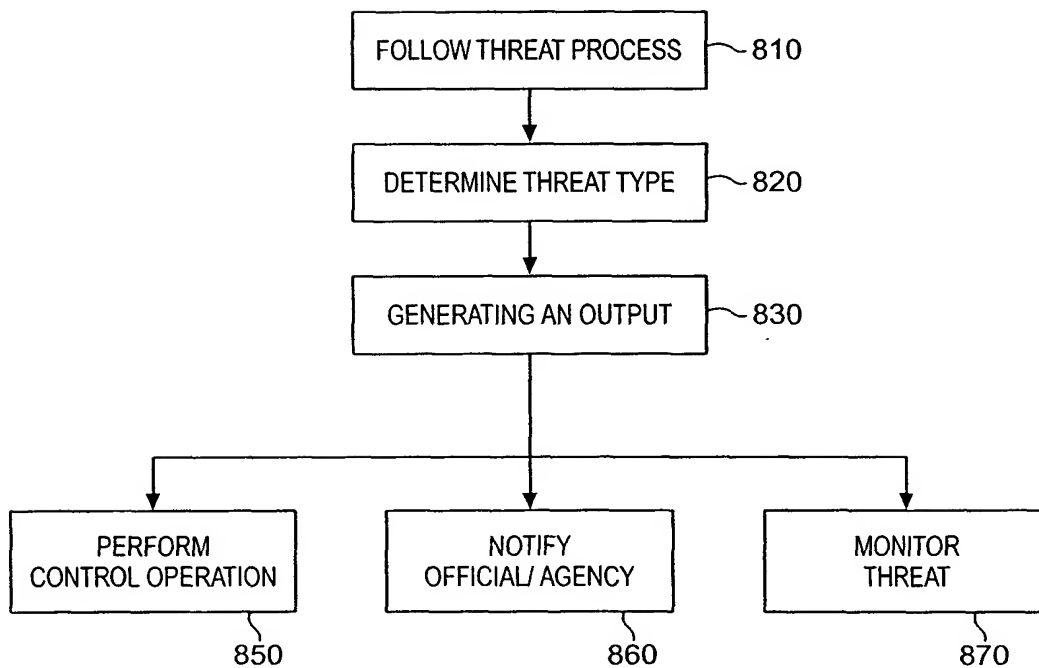 FOLLOW THREAT PROCESS
810
DETERMINE THREAT TYPE
820
GENERATING AN OUTPUT
830
PERFORM
CONTROL OPERATION
850
NOTIFY
OFFICIAL/ AGENCY
860
MONITOR
THREAT
870